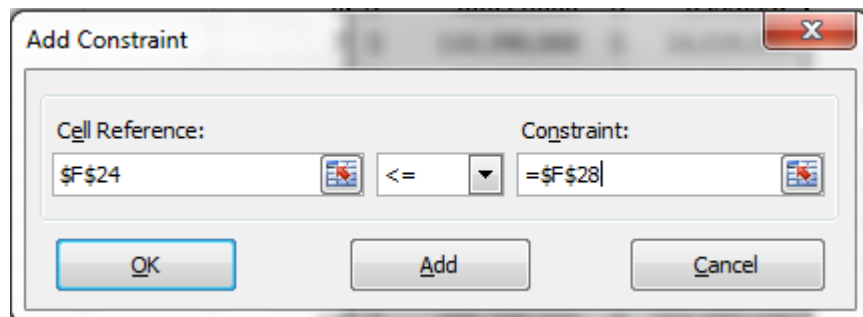 Add Constraint
Cell Reference: Constraint:
$F$24 <= =$F$28
OK Add Cancel